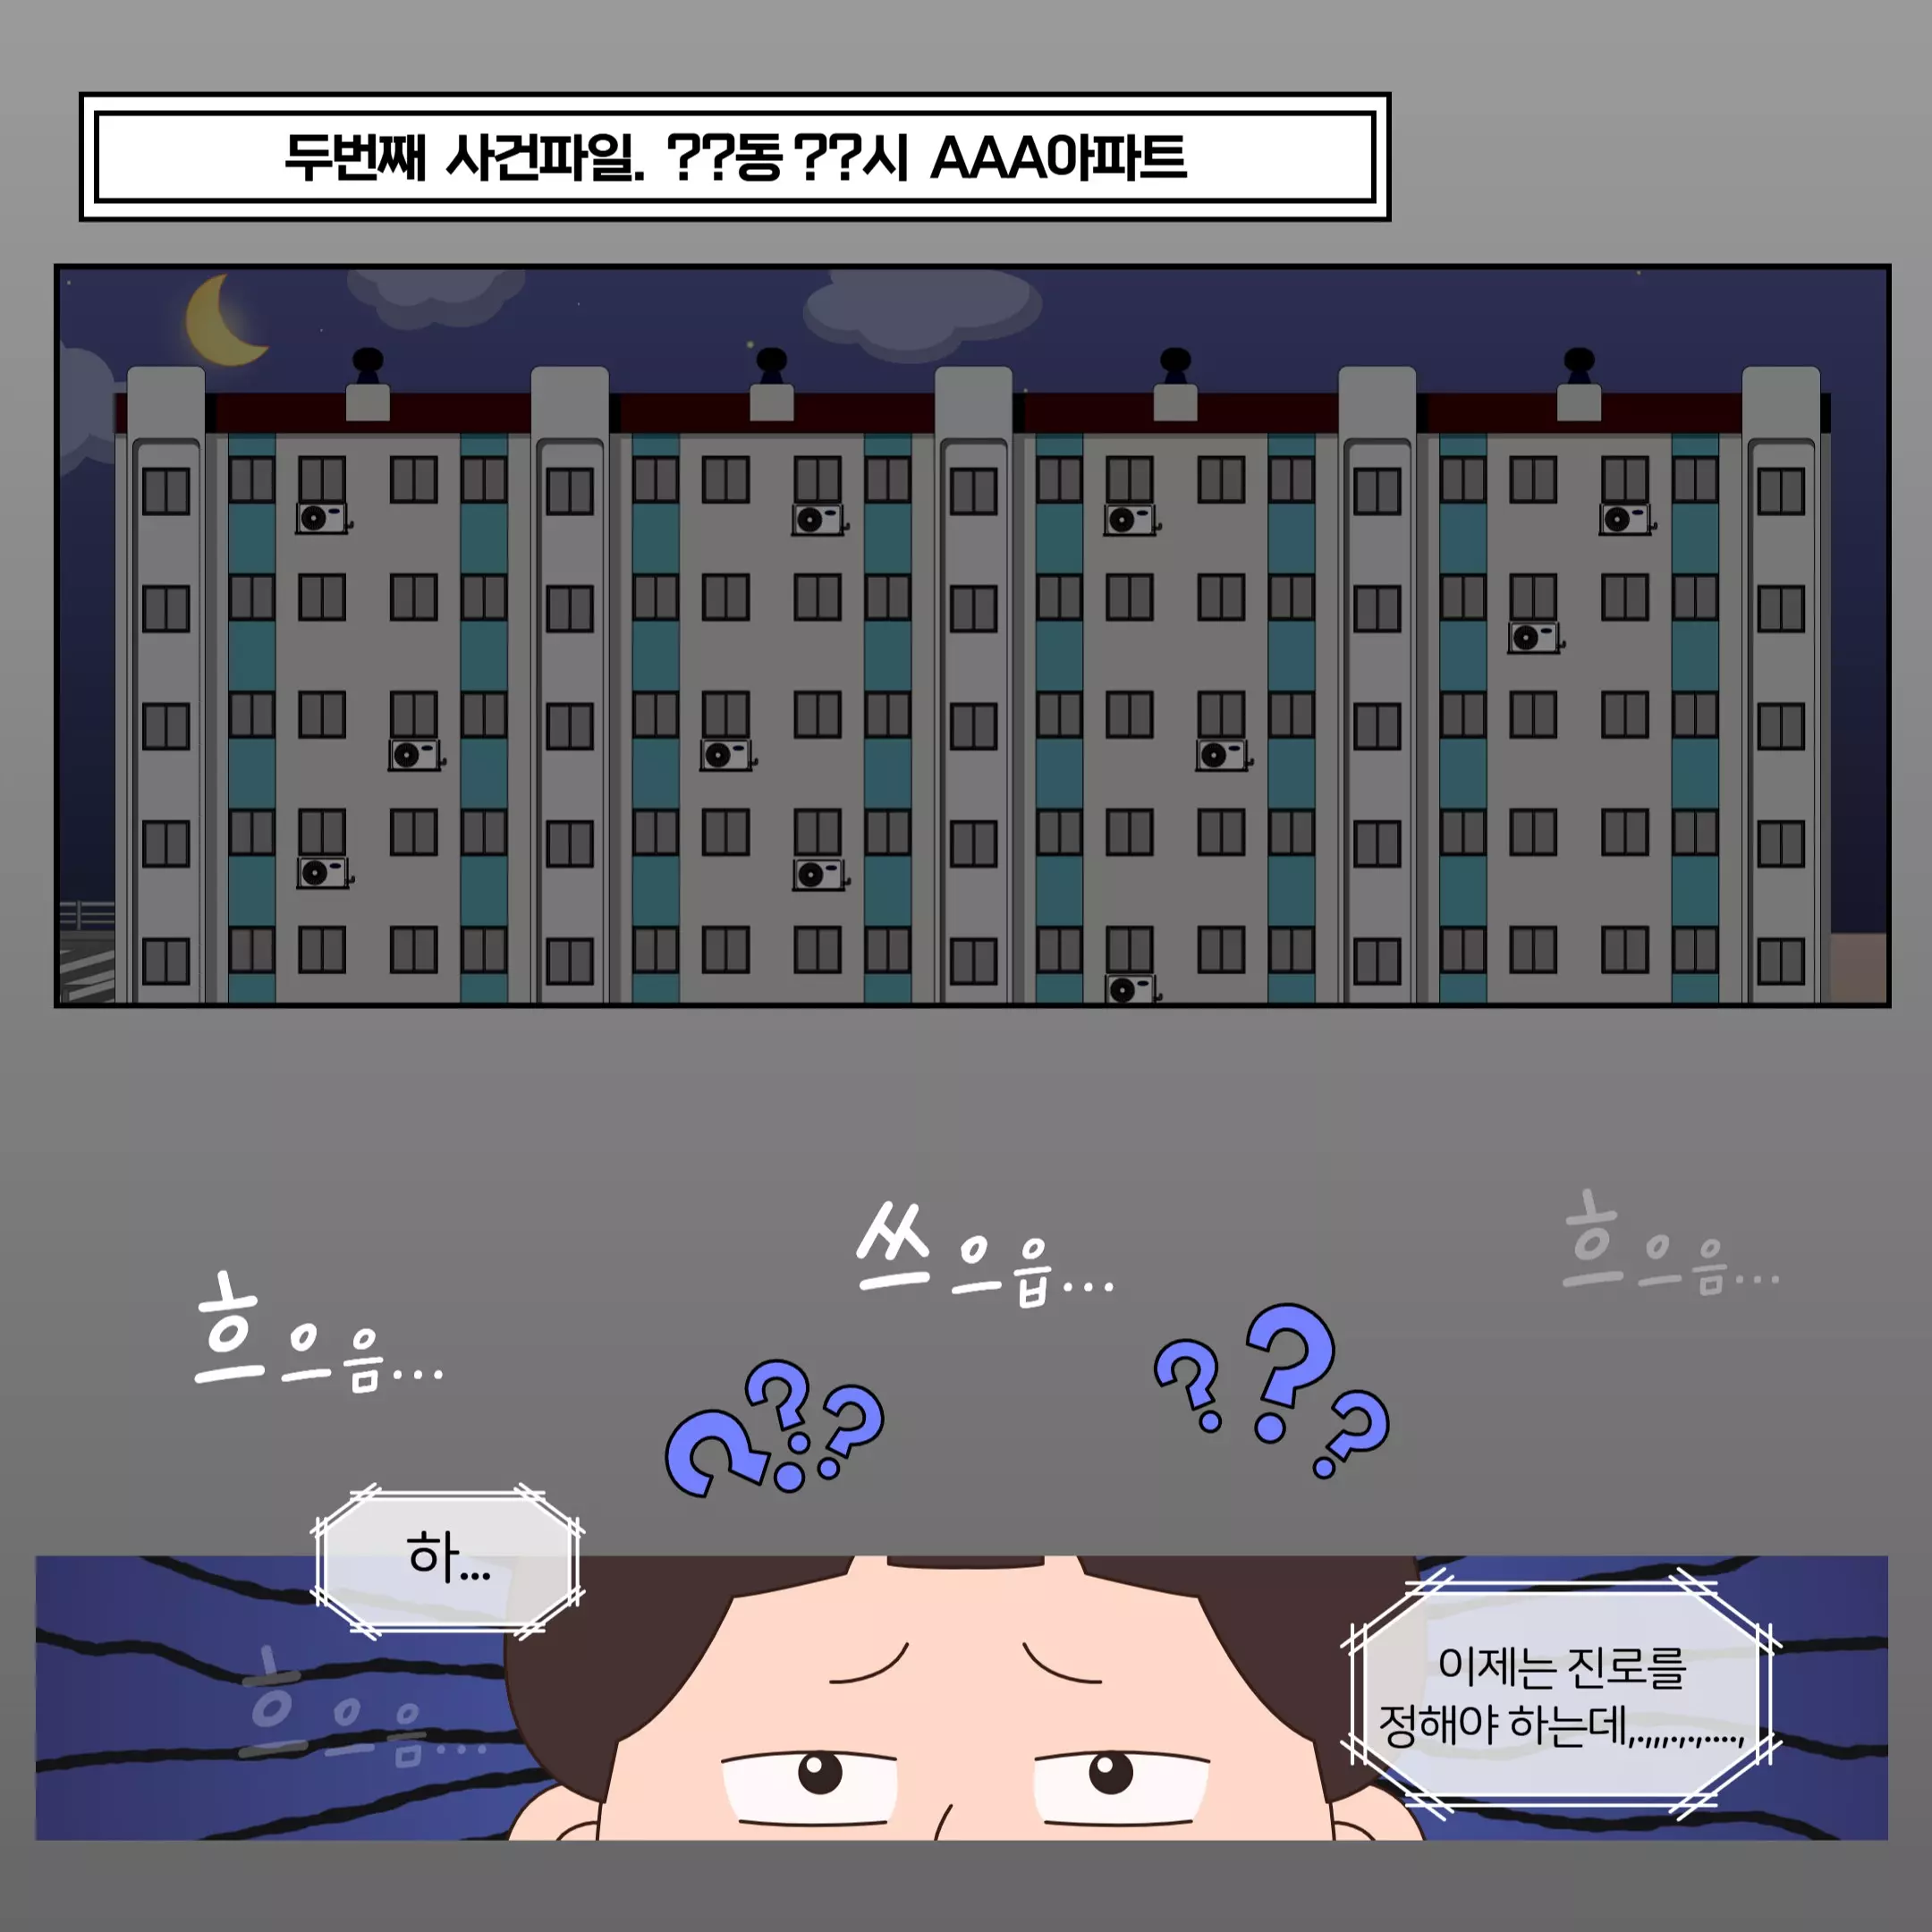 두번째 사건파일. ??동 ??시 AAA아파트
흐으음...
쓰으읍...
흐으음...
???
???
하...
흐으음...
이제는 진로를
정해야 하는데,.,,,.,.,....,